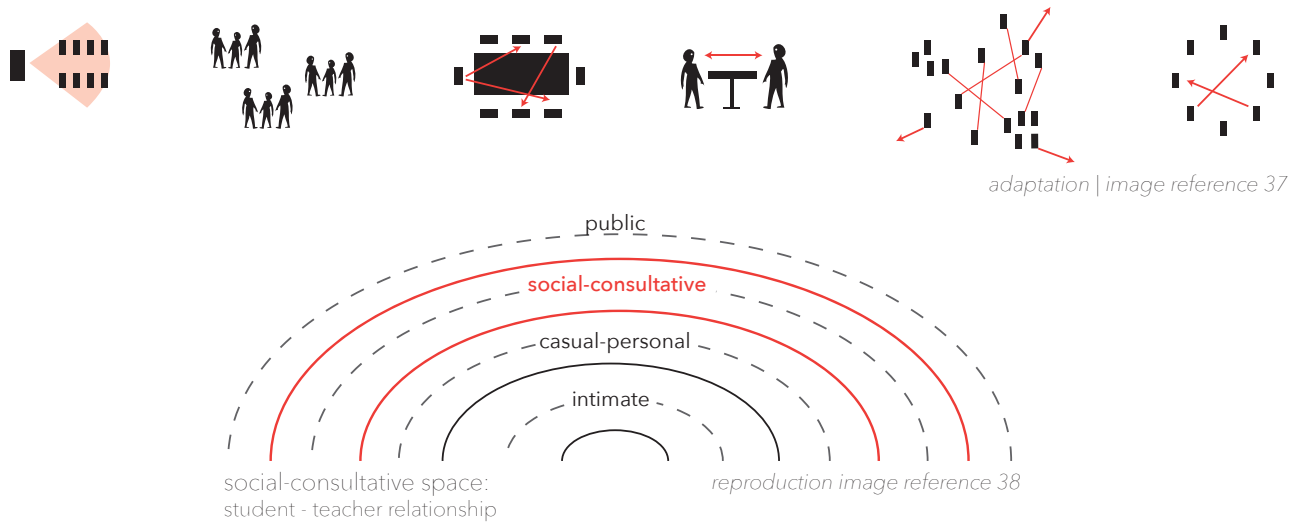 adaptation | image reference 37
public
social-consultative
casual-personal
intimate
social-consultative space:
student - teacher relationship
reproduction image reference 38